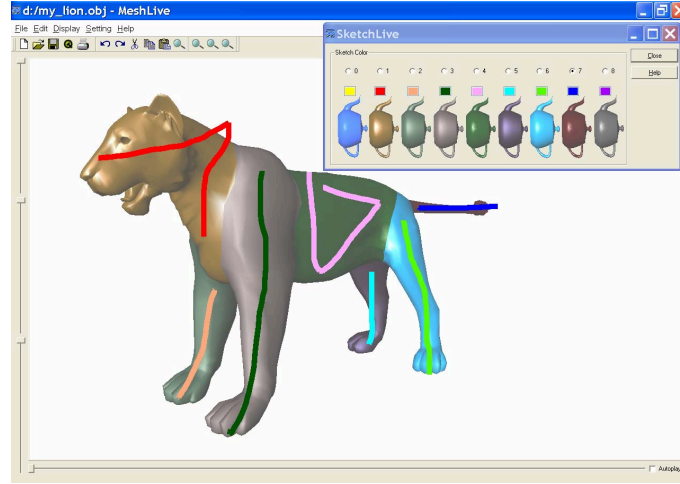 d:/my_lion.obj - MeshLive
File Edit Display Setting Help
SketchLive
Sketch Color
0 1 2 3 4 5 6 7 8
Close
Help
Autoplay